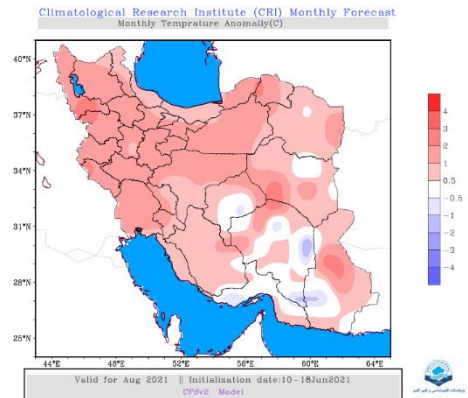 Climatological Research Institute (CRI) Monthly Forecast
Monthly Temprature Anomally(C)
40°N
37°N
34°N
31°N
28°N
25°N
44°E
48°E
52°E
56°E
60°E
64°E
4
3
2
1
0.5
-0.5
-1
-2
-3
-4
Valid for Aug 2021 || Initialization date:10-18Jun2021
CFSv2 Model